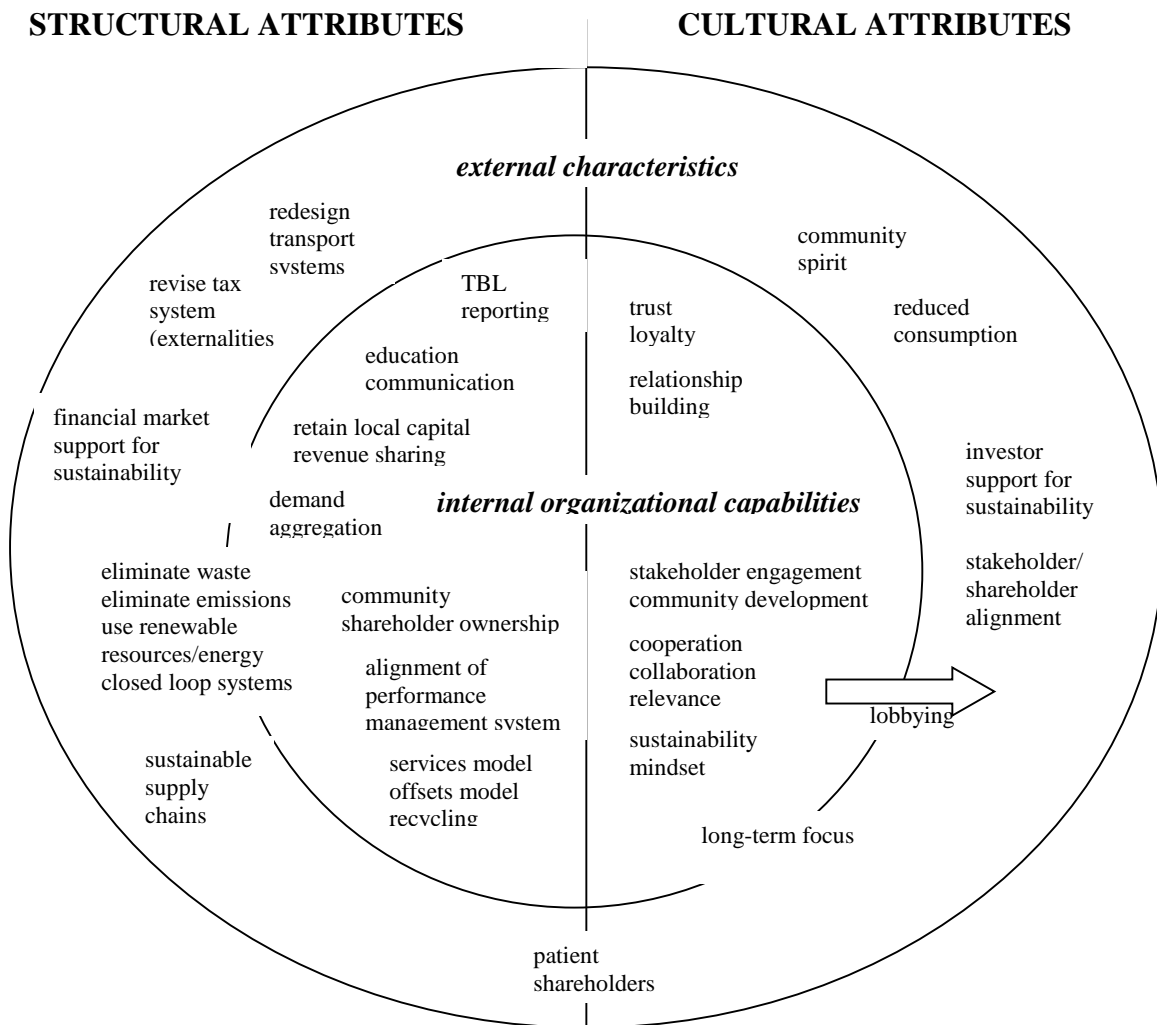 STRUCTURAL ATTRIBUTES
CULTURAL ATTRIBUTES
external characteristics
redesign
transport
systems
revise tax
system
(externalities
financial market
support for
sustainability
TBL
reporting
education
communication
retain local capital
revenue sharing
demand
aggregation
trust
loyalty
relationship
building
community
spirit
reduced
consumption
investor
support for
sustainability
stakeholder/
shareholder
alignment
internal organizational capabilities
eliminate waste
eliminate emissions
use renewable
resources/energy
closed loop systems
community
shareholder ownership
alignment of
performance
management system
services model
offsets model
recycling
sustainable
supply
chains
stakeholder engagement
community development
cooperation
collaboration
relevance
sustainability
mindset
lobbying
long-term focus
patient
shareholders